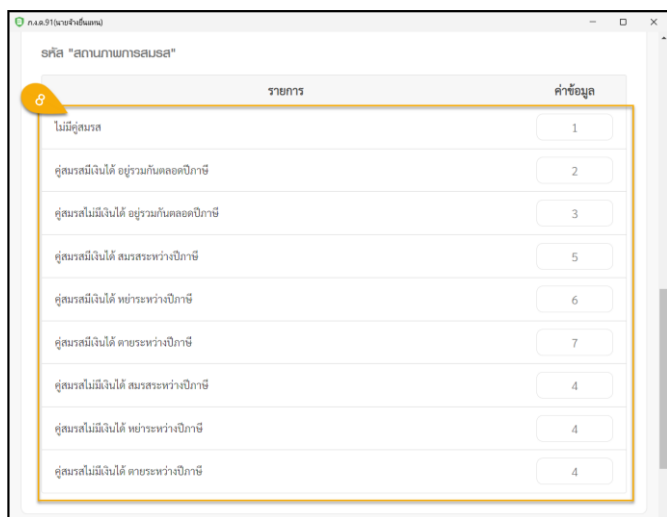 ภ.ง.ด.91(นายจ้างยื่นแทน)
รหัส "สถานภาพการสมรส"
รายการ ค่าข้อมูล
8
ไม่มีคู่สมรส 1
คู่สมรสมีเงินได้ อยู่รวมกันตลอดปีภาษี 2
คู่สมรสไม่มีเงินได้ อยู่รวมกันตลอดปีภาษี 3
คู่สมรสมีเงินได้ สมรสระหว่างปีภาษี 5
คู่สมรสมีเงินได้ หย่าระหว่างปีภาษี 6
คู่สมรสมีเงินได้ ตายระหว่างปีภาษี 7
คู่สมรสไม่มีเงินได้ สมรสระหว่างปีภาษี 4
คู่สมรสไม่มีเงินได้ หย่าระหว่างปีภาษี 4
คู่สมรสไม่มีเงินได้ ตายระหว่างปีภาษี 4